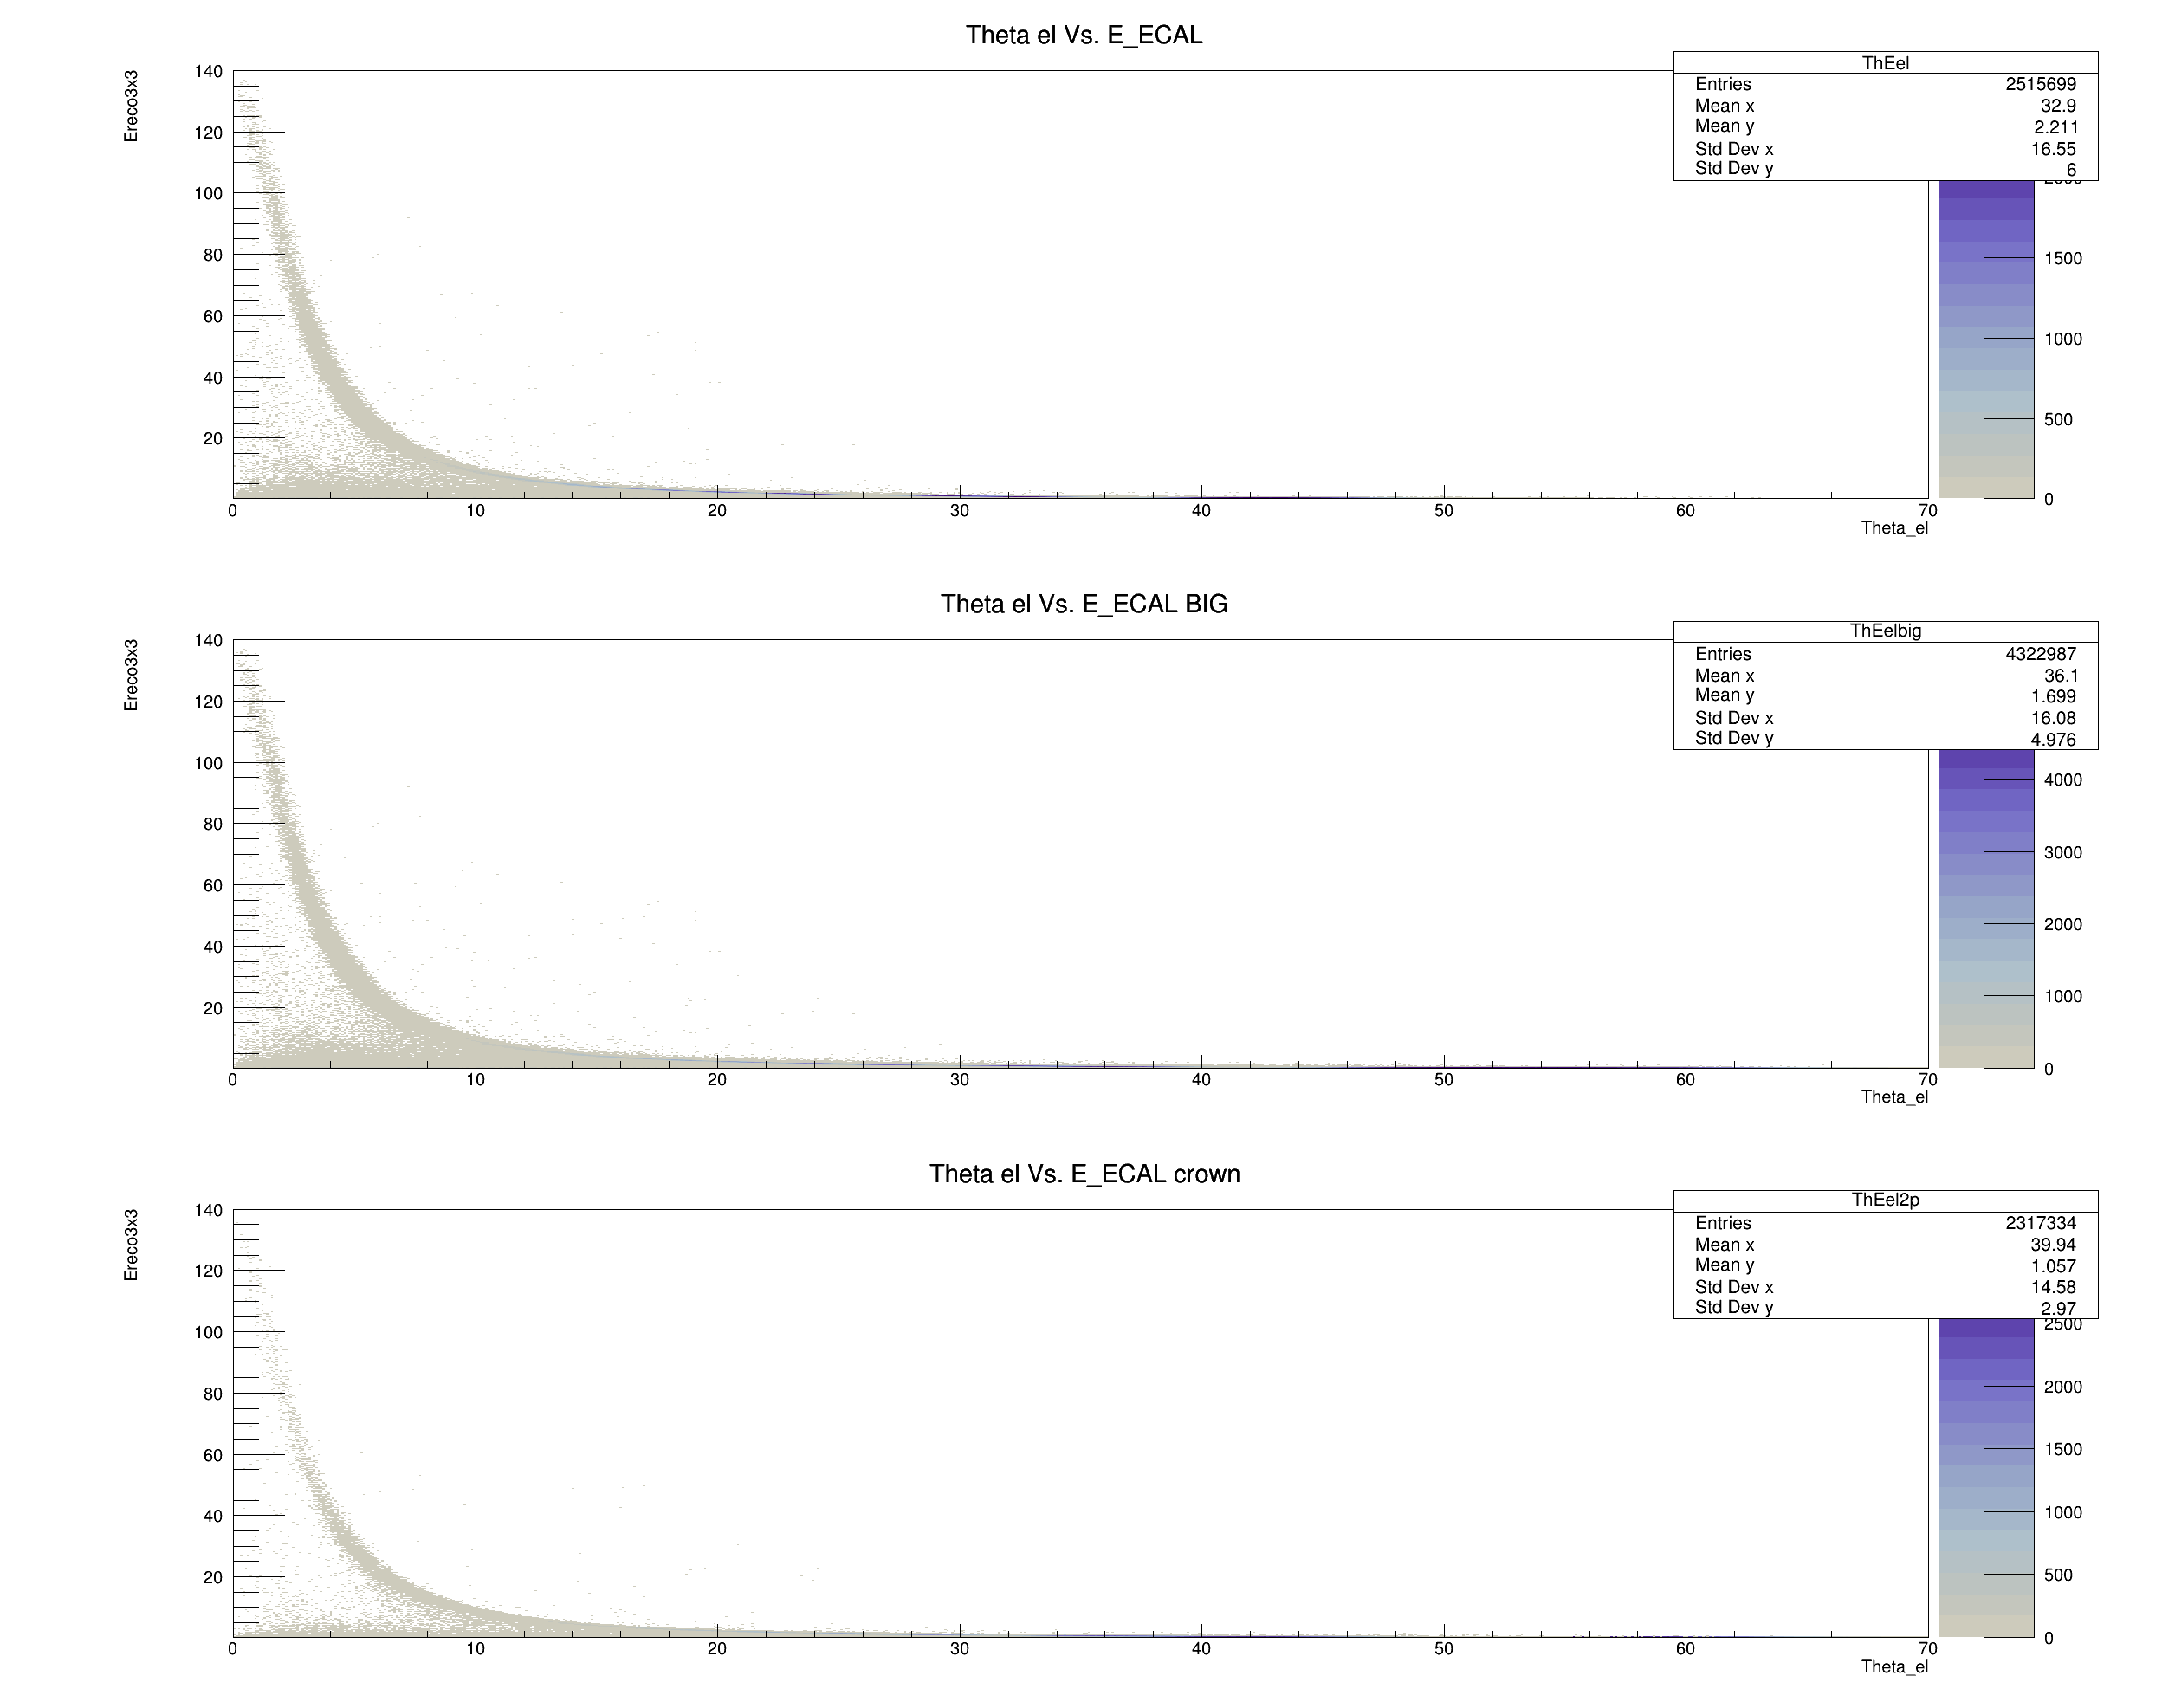 Theta el Vs. E_ECAL
Ereco3x3
140
120
100
80
60
40
20
0 10 20 30 40 50 60 70
Theta_el
ThEel
Entries 2515699
Mean x 32.9
Mean y 2.211
Std Dev x 16.55
Std Dev y 6
1500
1000
500
0
Theta el Vs. E_ECAL BIG
Ereco3x3
140
120
100
80
60
40
20
0 10 20 30 40 50 60 70
Theta_el
ThEelbig
Entries 4322987
Mean x 36.1
Mean y 1.699
Std Dev x 16.08
Std Dev y 4.976
4000
3000
2000
1000
0
Theta el Vs. E_ECAL crown
Ereco3x3
140
120
100
80
60
40
20
0 10 20 30 40 50 60 70
Theta_el
ThEel2p
Entries 2317334
Mean x 39.94
Mean y 1.057
Std Dev x 14.58
Std Dev y 2.97
2500
2000
1500
1000
500
0